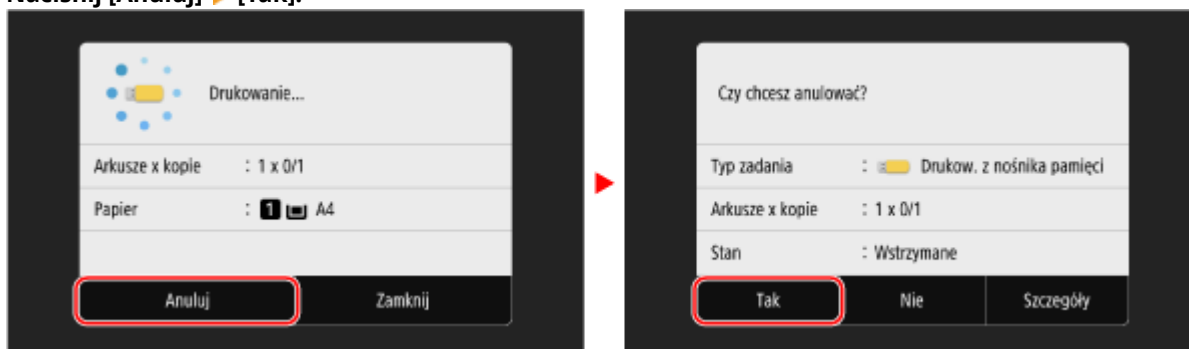 Naciśnij [Anuluj] ▶ [Tak].
Drukowanie...
Arkusze x kopie : 1 x 0/1
Papier : 1 A4
Anuluj Zamknij
Czy chcesz anulować?
Typ zadania : Drukow. z nośnika pamięci
Arkusze x kopie : 1 x 0/1
Stan : Wstrzymane
Tak Nie Szczegóły